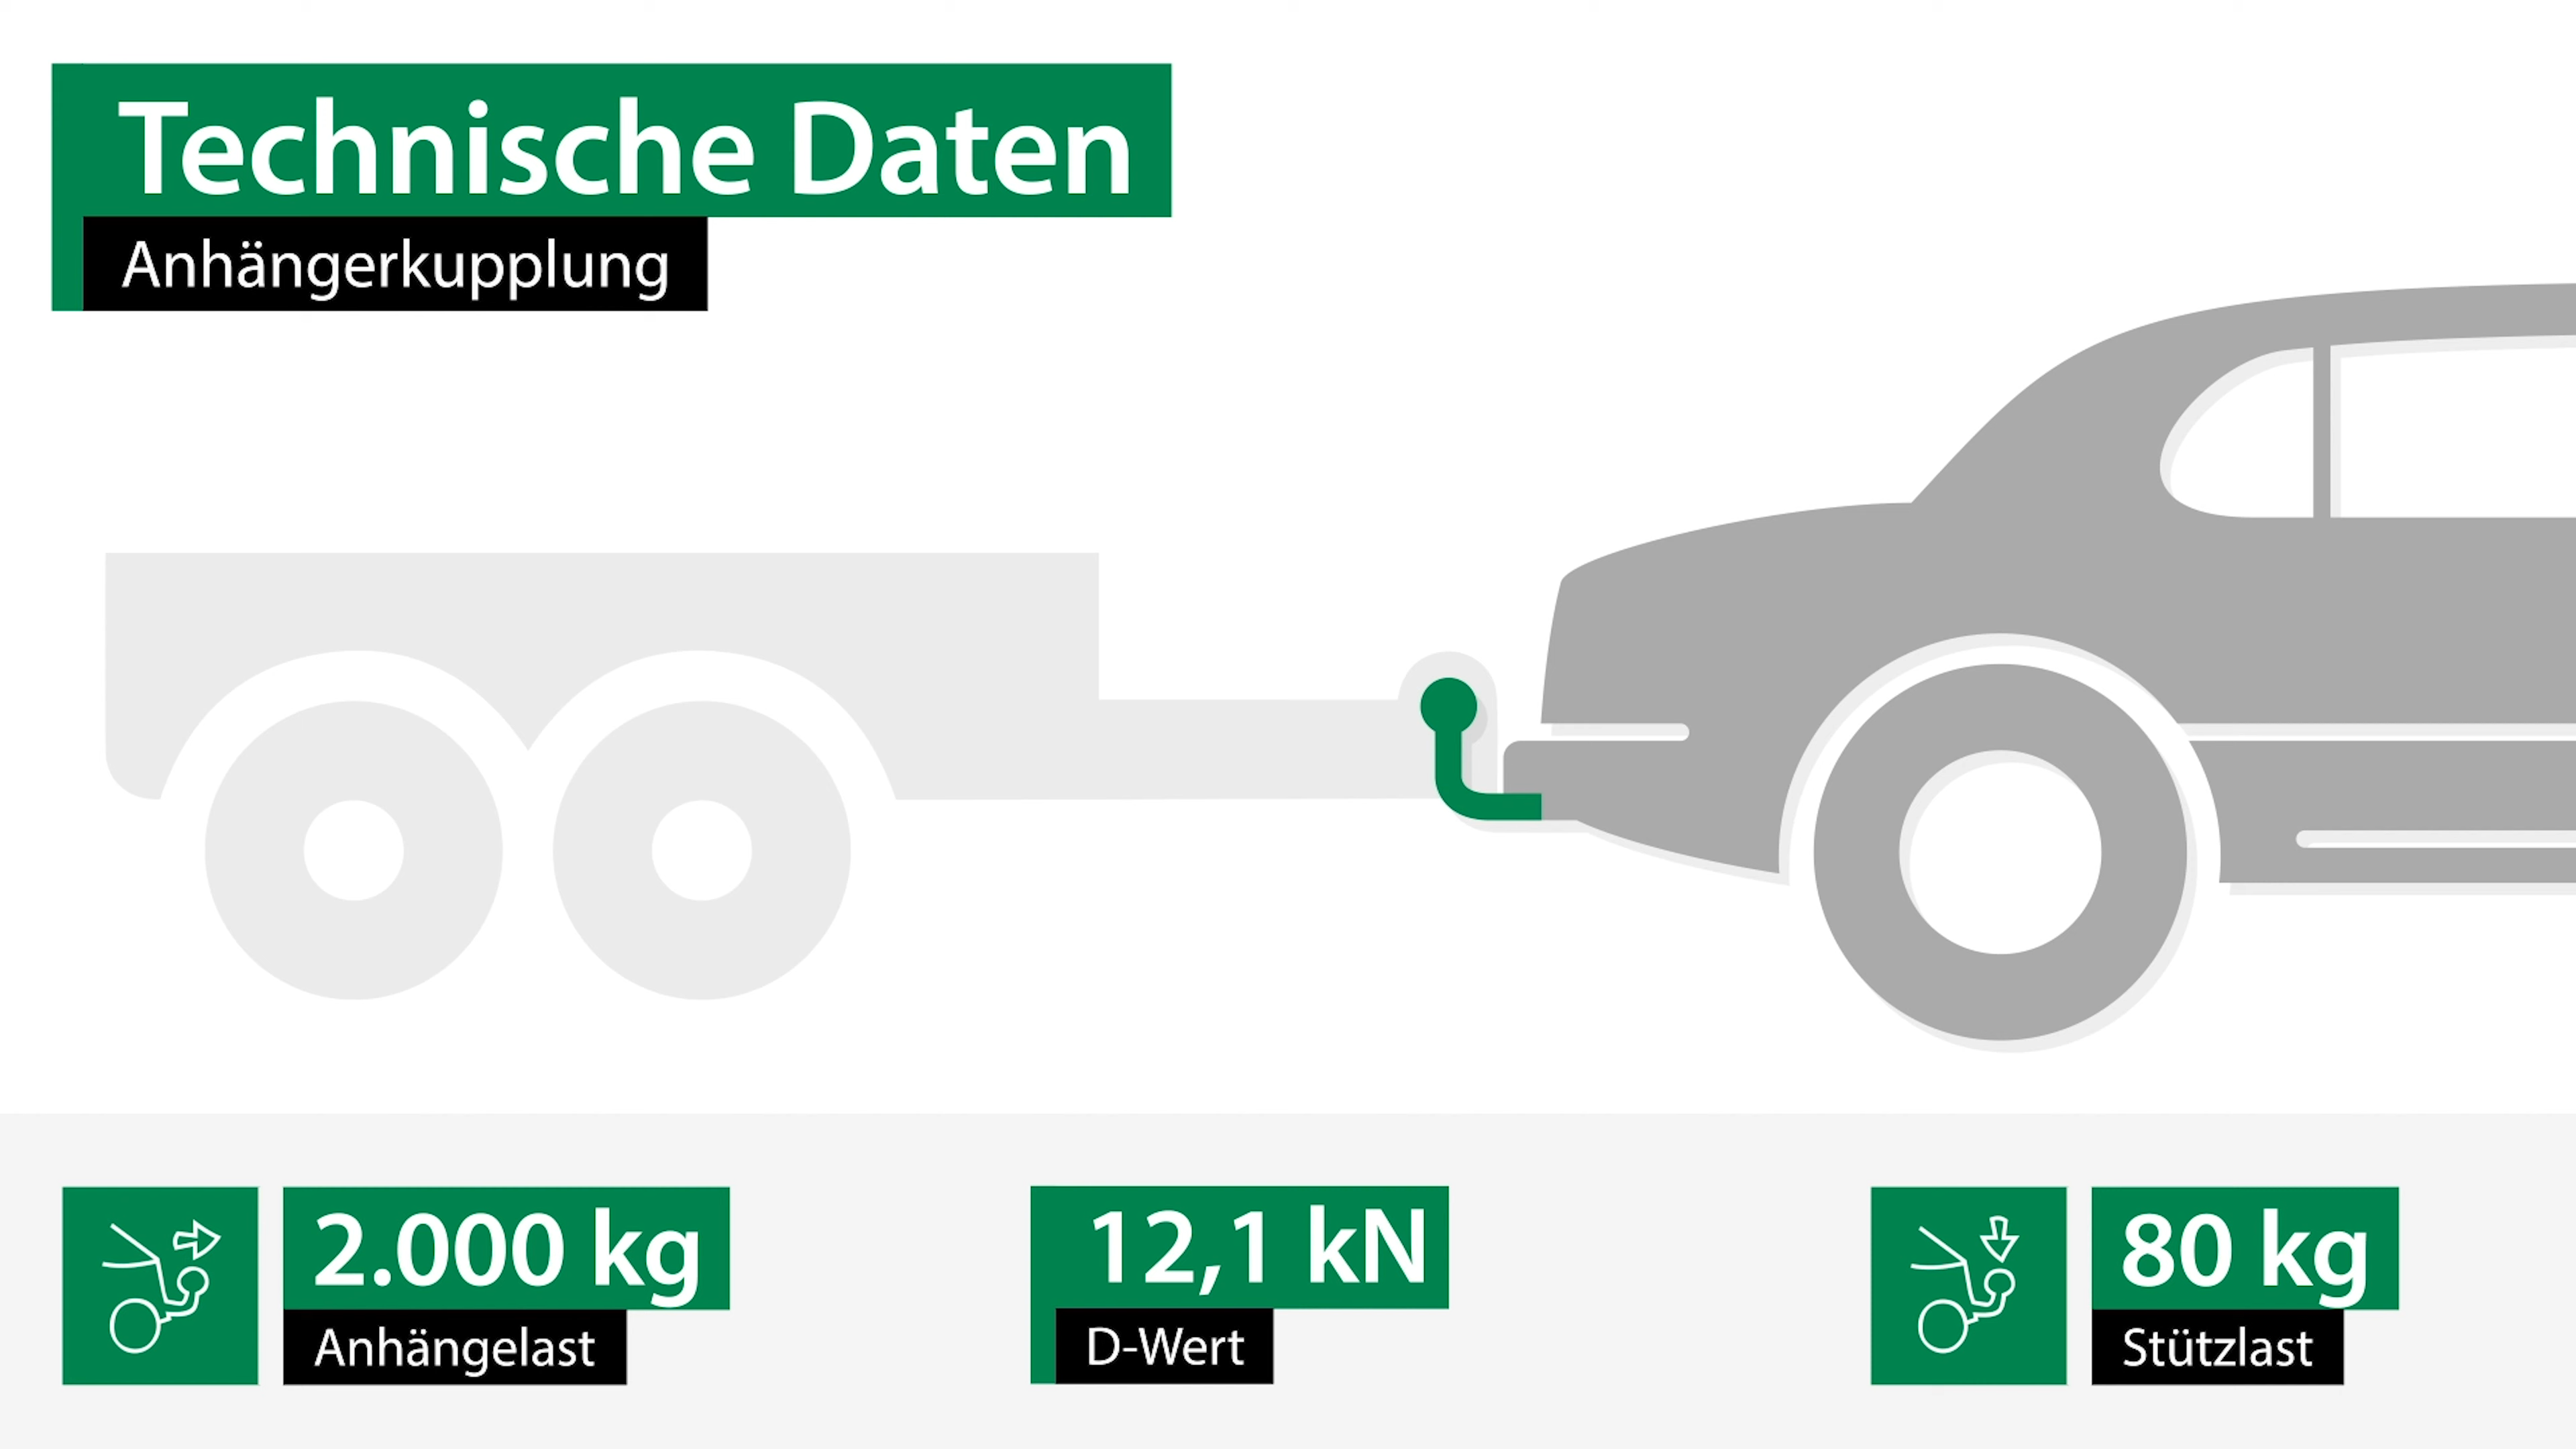 Technische Daten
Anhängerkupplung
2.000 kg
Anhängelast
12,1 kN
D-Wert
80 kg
Stützlast